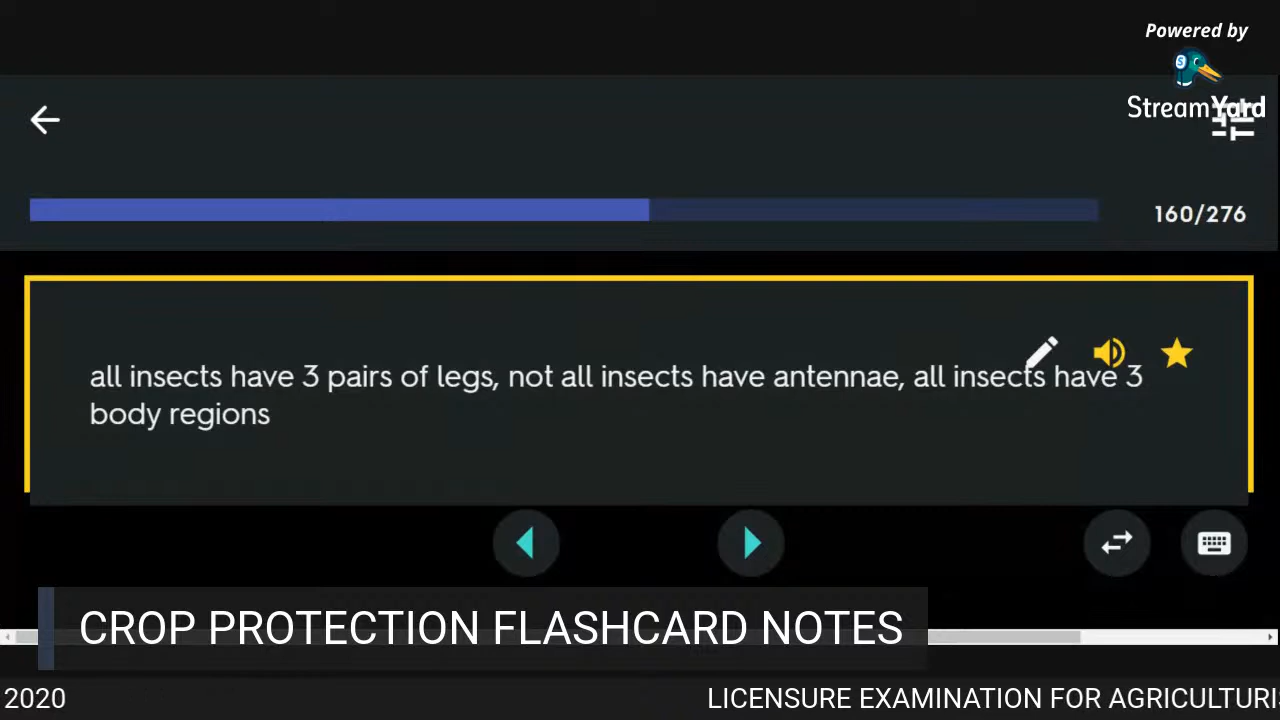 Powered by
StreamYard
160/276
all insects have 3 pairs of legs, not all insects have antennae, all insects have 3
body regions
CROP PROTECTION FLASHCARD NOTES
2020
LICENSURE EXAMINATION FOR AGRICULTURI